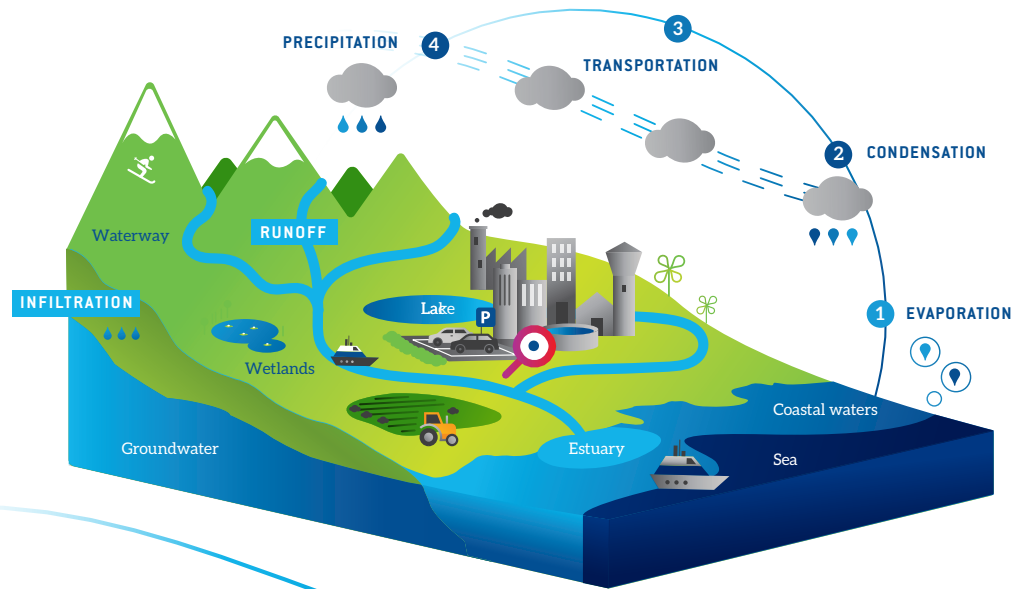 3
PRECIPITATION 4
TRANSPORTATION
2 CONDENSATION
Waterway
RUNOFF
INFILTRATION
Lake
P
1 EVAPORATION
Wetlands
Coastal waters
Groundwater
Estuary
Sea